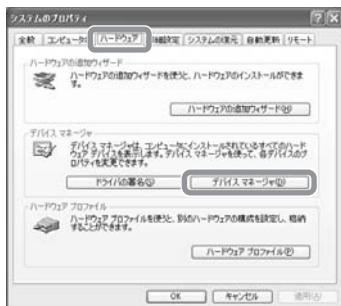 システムのプロパティ
全般 コンピュータ名 ハードウェア 詳細設定 システムの復元 自動更新 リモート
ハードウェアの追加ウィザード
ハードウェアの追加ウィザードを使うと、ハードウェアのインストールができます。
ハードウェアの追加ウィザード(H)
デバイス マネージャ
デバイス マネージャは、コンピュータにインストールされているすべてのハード
ウェア デバイスを表示します。デバイス マネージャを使って、各デバイスのプ
ロパティを変更できます。
ドライバの署名(S)
デバイス マネージャ(D)
ハードウェア プロファイル
ハードウェア プロファイルを使うと、別のハードウェアの構成を設定し、格納
することができます。
ハードウェア プロファイル(P)
OK キャンセル 適用(A)